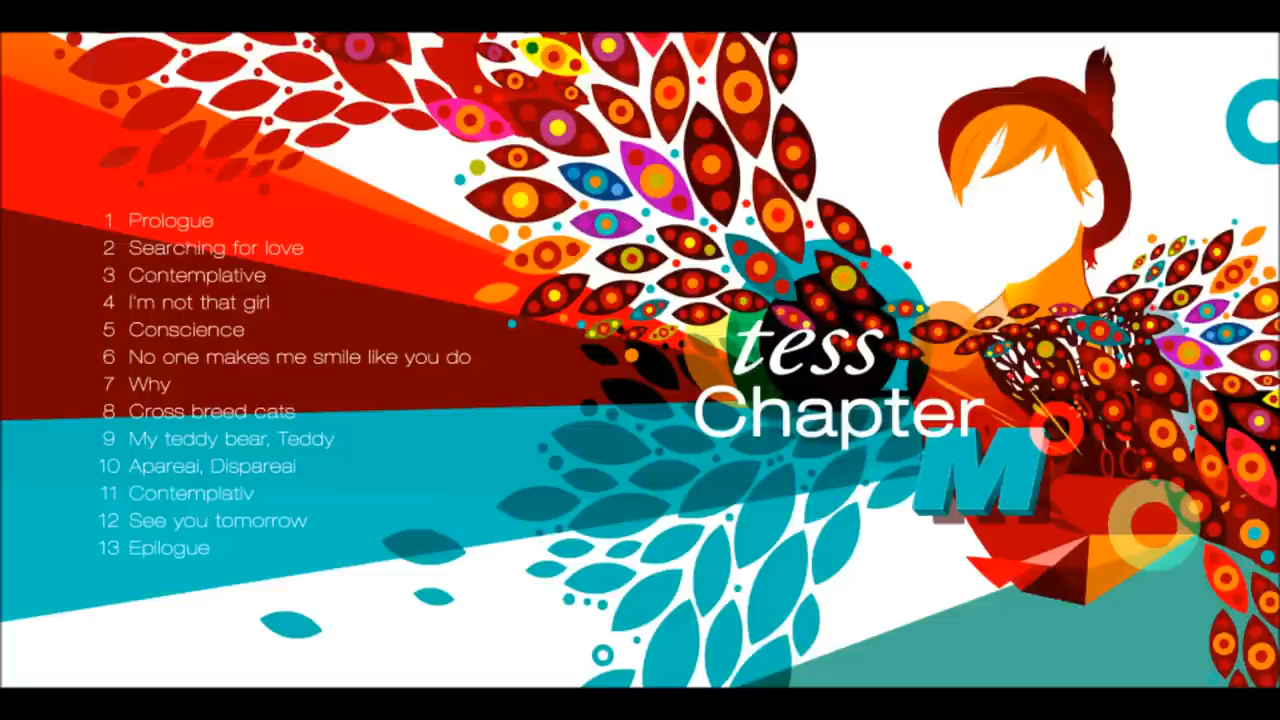 1 Prologue
2 Searching for love
3 Contemplative
4 I'm not that girl
5 Conscience
6 No one makes me smile like you do
7 Why
8 Cross breed cats
9 My teddy bear, Teddy
10 Apareai, Dispareai
11 Contemplativ
12 See you tomorrow
13 Epilogue
tess
Chapter
M